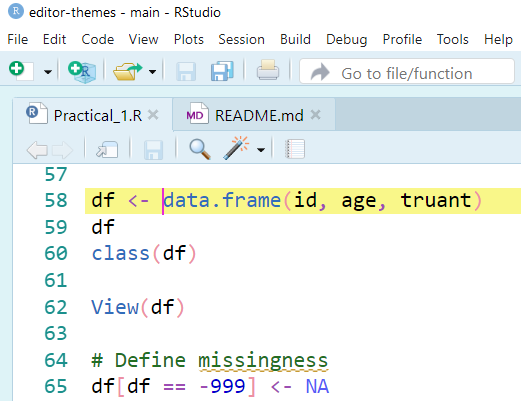 editor-themes - main - RStudio
File Edit Code View Plots Session Build Debug Profile Tools Help
R Go to file/function
R Practical_1.R MD README.md
57
58 df <- data.frame(id, age, truant)
59 df
60 class(df)
61
62 View(df)
63
64 # Define missingness
65 df[df == -999] <- NA